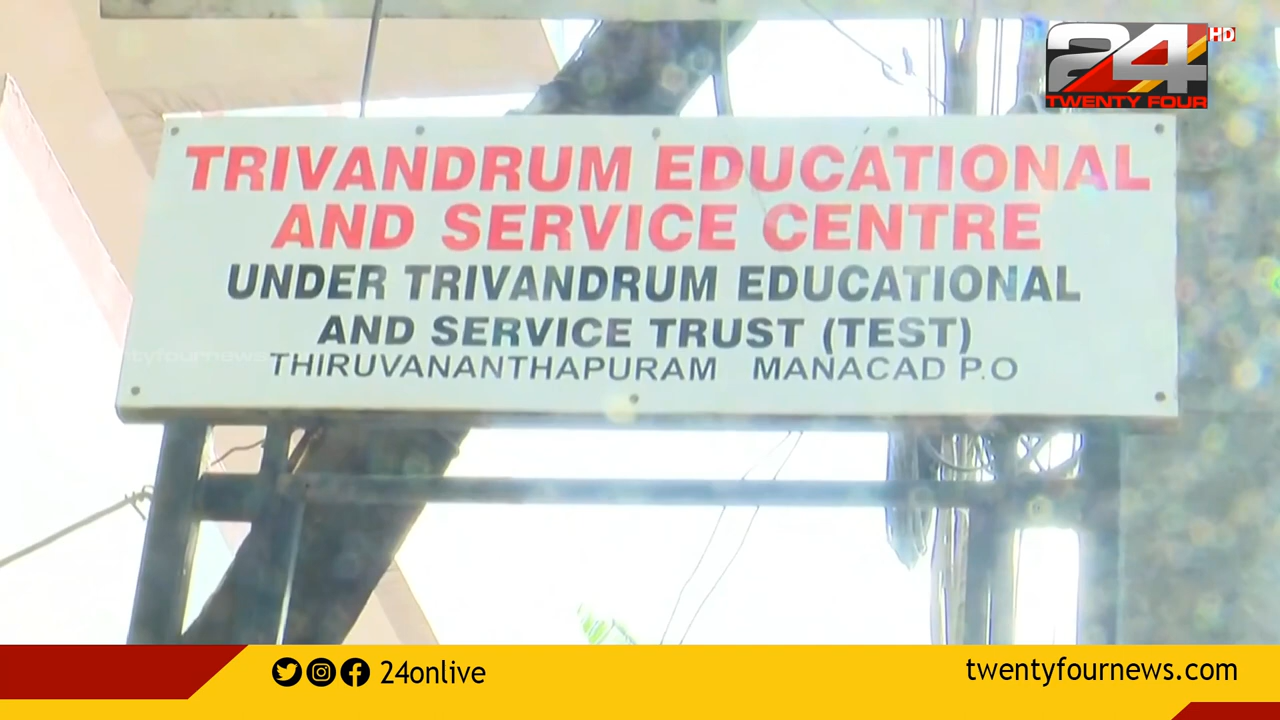 24 HD
TWENTY FOUR
TRIVANDRUM EDUCATIONAL
AND SERVICE CENTRE
UNDER TRIVANDRUM EDUCATIONAL
AND SERVICE TRUST (TEST)
THIRUVANANTHAPURAM MANACAD P.O
twentyfournews
24onlive
twentyfournews.com